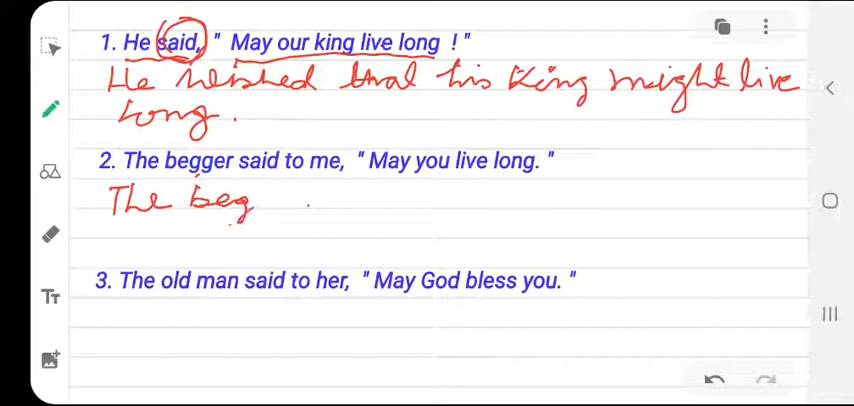 1. He said, " May our king live long ! "
He wished that his King might live
long.
2. The begger said to me, " May you live long. "
The beg
3. The old man said to her, " May God bless you. "
TT